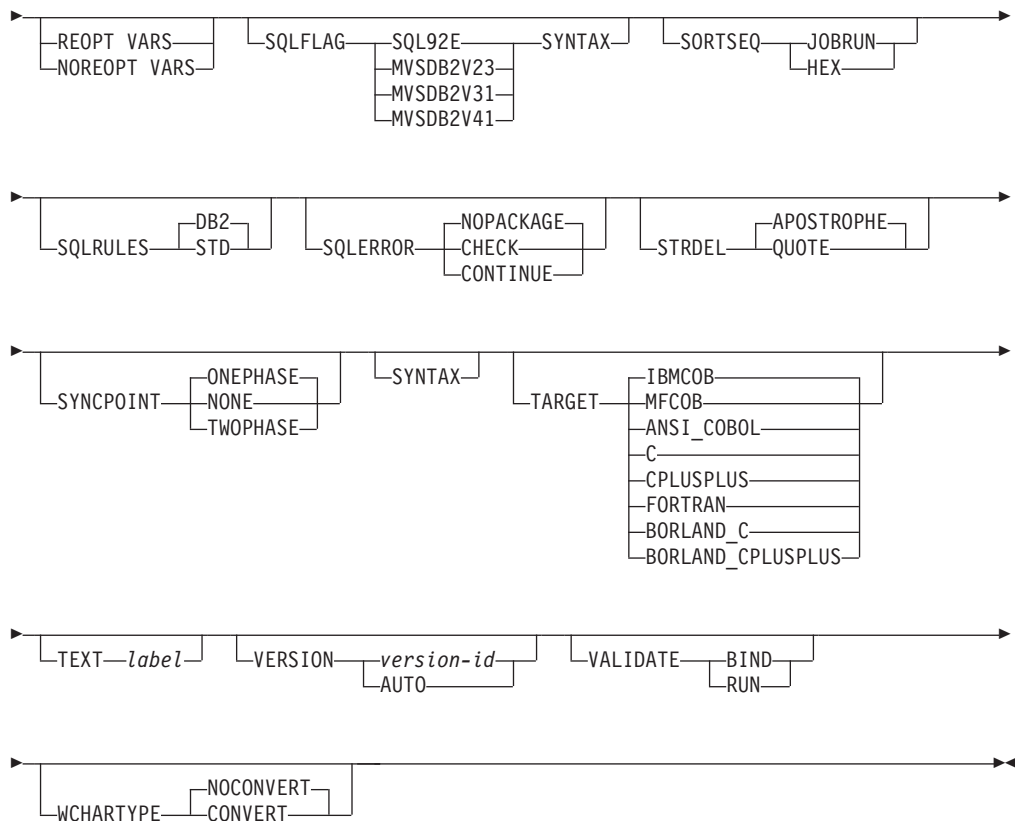 REOPT VARS
NOREOPT VARS
SQLFLAG SQL92E SYNTAX
MVSDB2V23
MVSDB2V31
MVSDB2V41
SORTSEQ JOBRUN
HEX
SQLRULES DB2
STD
SQLERROR NOPACKAGE
CHECK
CONTINUE
STRDEL APOSTROPHE
QUOTE
SYNCPOINT ONEPHASE
NONE
TWOPHASE
SYNTAX
TARGET IBMCOB
MFCOB
ANSI_COBOL
C
CPLUSPLUS
FORTRAN
BORLAND_C
BORLAND_CPLUSPLUS
TEXT label
VERSION version-id
AUTO
VALIDATE BIND
RUN
WCHARTYPE NOCONVERT
CONVERT